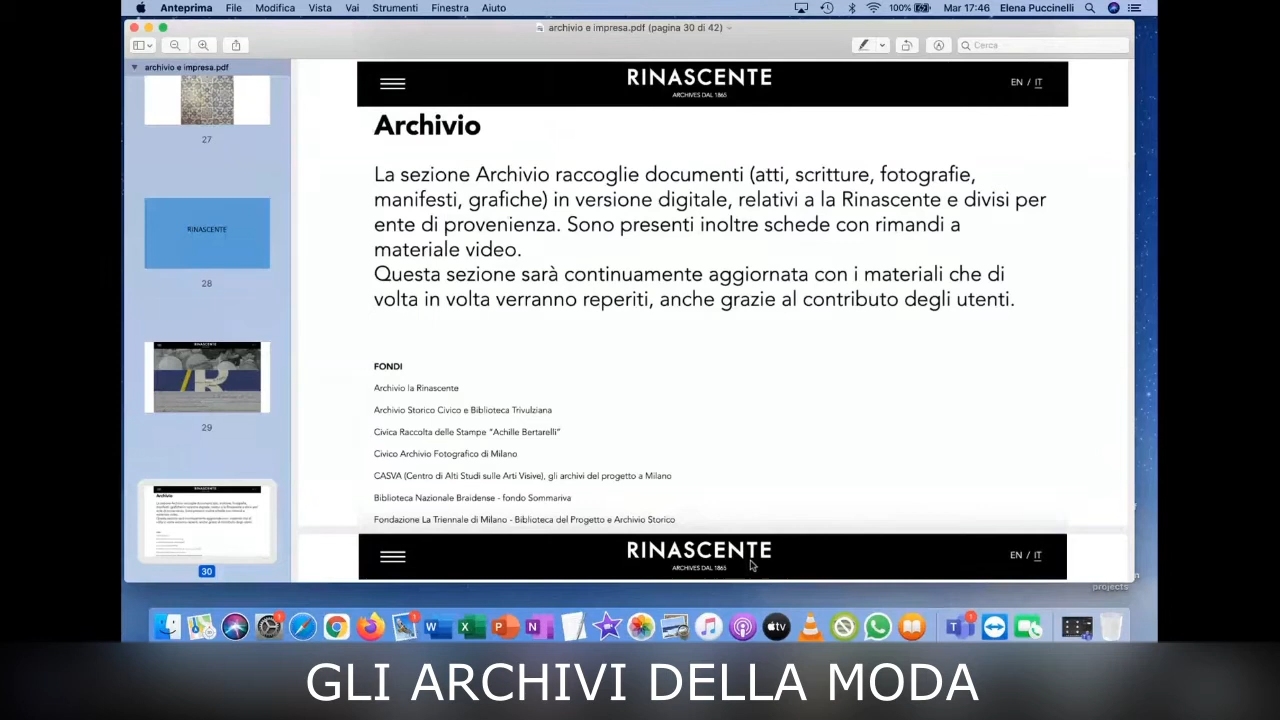 Anteprima File Modifica Vista Vai Strumenti Finestra Aiuto 100% Mar 17:46 Elena Puccinelli
archivio e impresa.pdf (pagina 30 di 42)
Cerca
archivio e impresa.pdf
27
RINASCENTE
28
29
30
RINASCENTE
ARCHIVES DAL 1865
EN / IT
Archivio
La sezione Archivio raccoglie documenti (atti, scritture, fotografie,
manifesti, grafiche) in versione digitale, relativi a la Rinascente e divisi per
ente di provenienza. Sono presenti inoltre schede con rimandi a
materiale video.
Questa sezione sarà continuamente aggiornata con i materiali che di
volta in volta verranno reperiti, anche grazie al contributo degli utenti.
FONDI
Archivio la Rinascente
Archivio Storico Civico e Biblioteca Trivulziana
Civica Raccolta delle Stampe "Achille Bertarelli"
Civico Archivio Fotografico di Milano
CASVA (Centro di Alti Studi sulle Arti Visive), gli archivi del progetto a Milano
Biblioteca Nazionale Braidense - fondo Sommariva
Fondazione La Triennale di Milano - Biblioteca del Progetto e Archivio Storico
RINASCENTE
ARCHIVES DAL 1865
EN / IT
projects
GLI ARCHIVI DELLA MODA